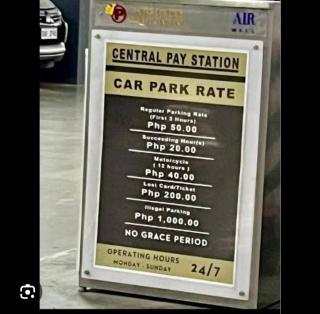 AIR
CENTRAL PAY STATION
CAR PARK RATE
Regular Parking Rate
(First 3 Hours)
Php 50.00
Succeeding Hour(s)
Php 20.00
Motorcycle
( 12 hours )
Php 40.00
Lost Card/Ticket
Php 200.00
Illegal Parking
Php 1,000.00
NO GRACE PERIOD
OPERATING HOURS
MONDAY - SUNDAY
24/7